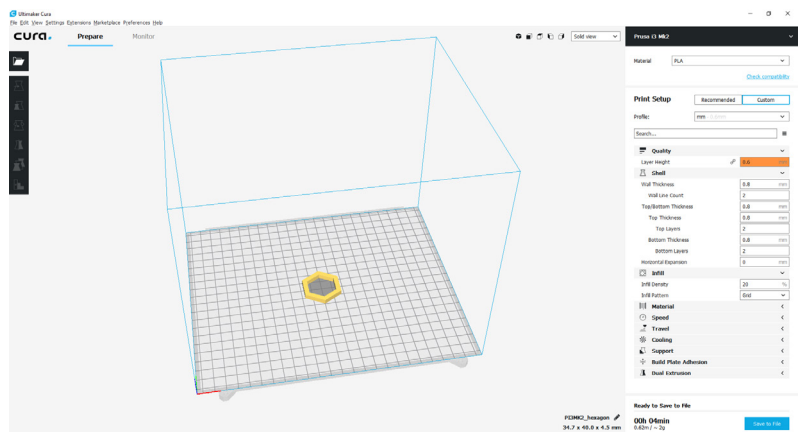 Ultimaker Cura
File Edit View Settings Extensions Marketplace Preferences Help
cura.
Prepare
Monitor
Solid view
Prusa i3 Mk2
Material
PLA
Check compatibility
Print Setup
Recommended
Custom
Profile:
mm
Search...
Quality
Layer Height
0.6 mm
Shell
Wall Thickness
0.8 mm
Wall Line Count
2
Top/Bottom Thickness
0.8 mm
Top Thickness
0.8 mm
Top Layers
2
Bottom Thickness
0.8 mm
Bottom Layers
2
Horizontal Expansion
0 mm
Infill
Infill Density
20 %
Infill Pattern
Grid
Material
Speed
Travel
Cooling
Support
Build Plate Adhesion
Dual Extrusion
Ready to Save to File
PI3MK2_hexagon
34.7 x 40.0 x 4.5 mm
00h 04min
0.63m / ~ 2g
Save to File